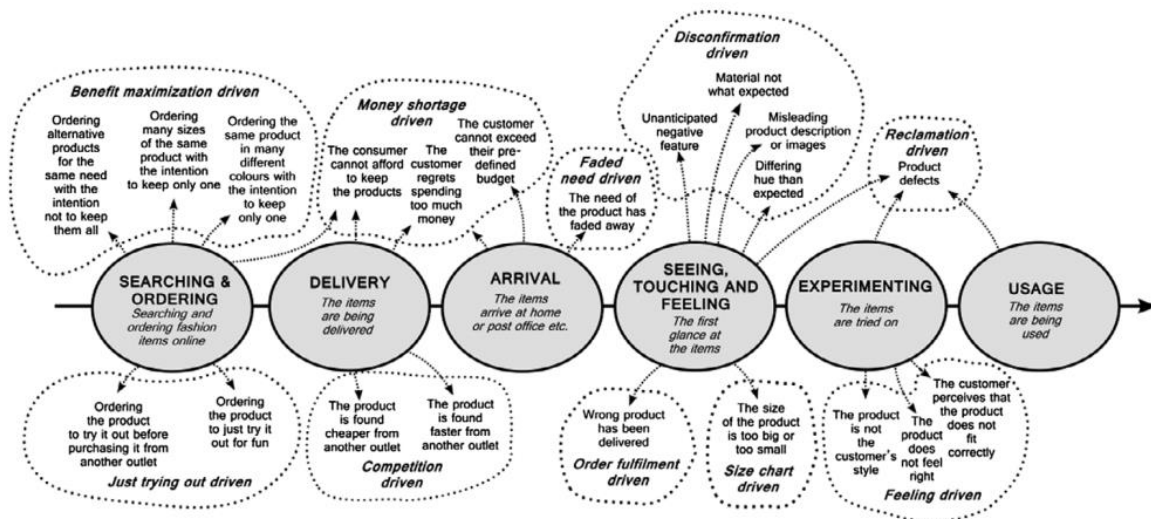 Benefit maximization driven
Ordering
alternative
products
for the
same need
with the
intention
not to keep
them all
Ordering
many sizes
of the same
product with
the intention
to keep only one
Ordering the
same product
in many
different
colours with
the intention
to keep
only one
Money shortage
driven
The consumer
cannot afford
to keep
the products
The
customer
regrets
spending
too much
money
The customer
cannot exceed
their pre-
defined
budget
Faded
need driven
The need of
the product has
faded away
Disconfirmation
driven
Unanticipated
negative
feature
Material not
what expected
Misleading
product description
or images
Differing
hue than
expected
Reclamation
driven
Product
defects
SEARCHING &
ORDERING
Searching and
ordering fashion
items online
DELIVERY
The items
are being
delivered
ARRIVAL
The items
arrive at home
or post office etc.
SEEING,
TOUCHING AND
FEELING
The first
glance at
the items
EXPERIMENTING
The items
are tried on
USAGE
The items
are being
used
Ordering
the product
to try it out before
purchasing it from
another outlet
Ordering
the product
to just try it
out for fun
Just trying out driven
The product
is found
cheaper from
another outlet
The product
is found
faster from
another outlet
Competition
driven
Wrong product
has been
delivered
Order fulfilment driven
The size
of the product
is too big or
too small
Size chart
driven
The product
is not
the
customer's
style
The
product
does
not feel
right
The customer
perceives that
the product
does not
fit
correctly
Feeling driven